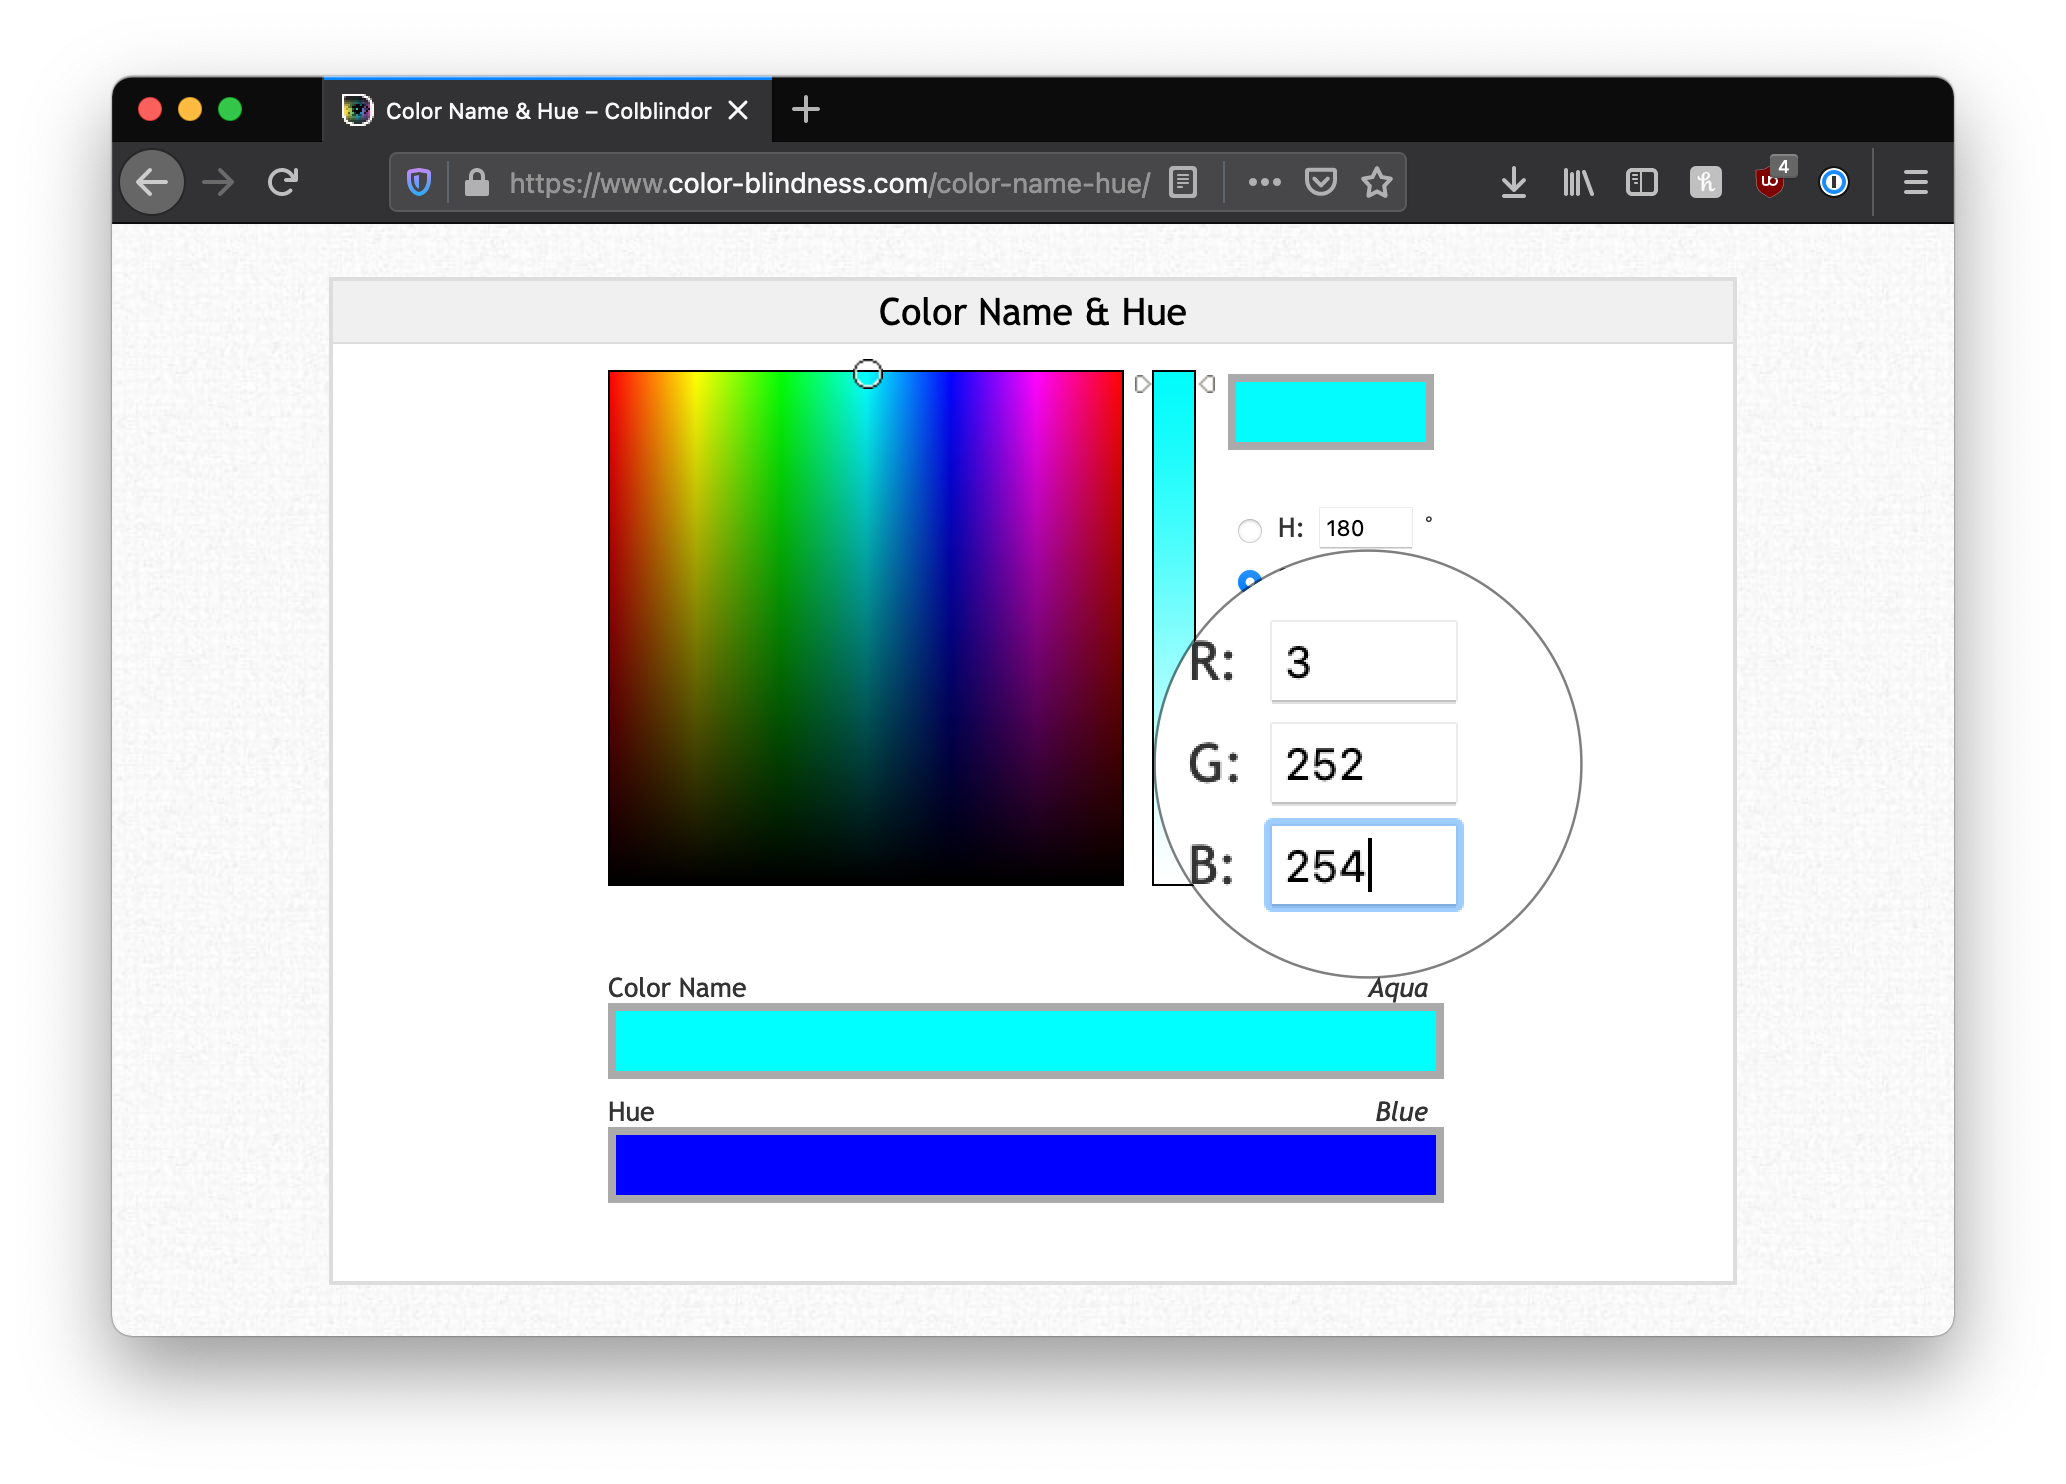 Color Name & Hue – Colblindor
https://www.color-blindness.com/color-name-hue/
4
Color Name & Hue
H: 180 °
R: 3
G: 252
B: 254
Color Name Aqua
Hue Blue